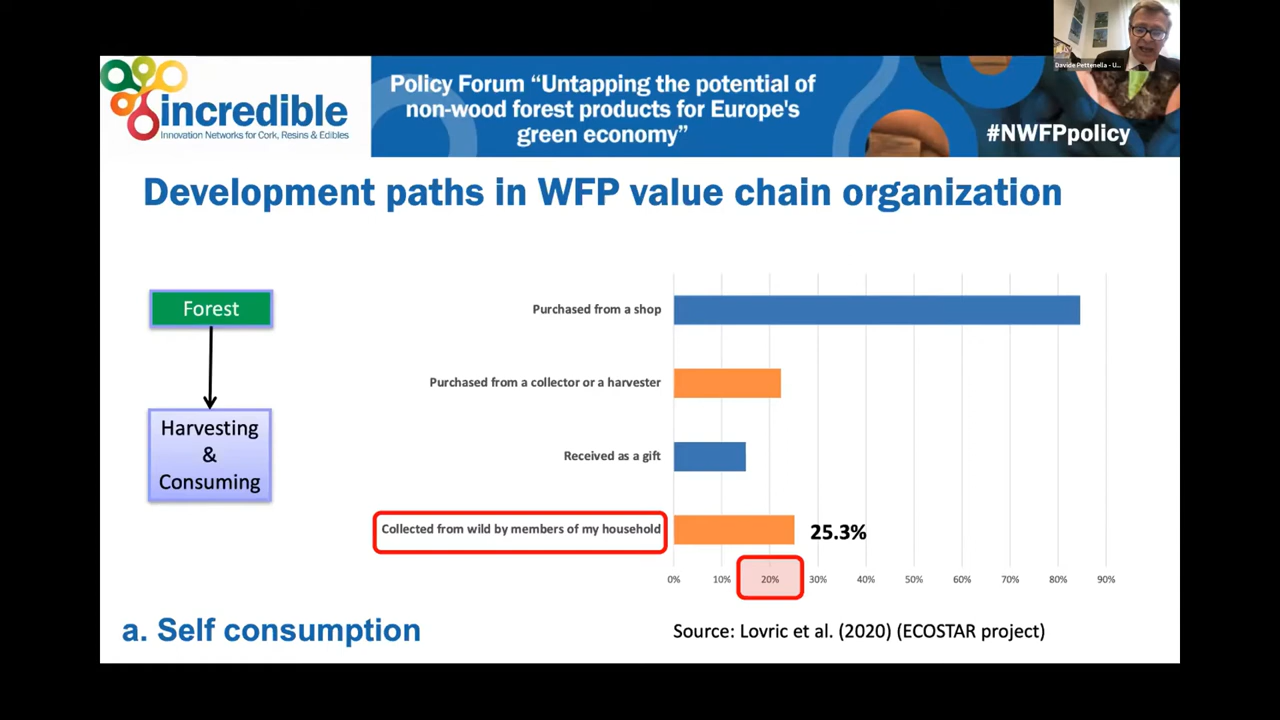 Davide Pettenella - U...
incredible
Innovation Networks for Cork, Resins & Edibles
Policy Forum “Untapping the potential of
non-wood forest products for Europe's
green economy”
#NWFPpolicy
Development paths in WFP value chain organization
Forest
Harvesting
&
Consuming
Purchased from a shop
Purchased from a collector or a harvester
Received as a gift
Collected from wild by members of my household
25.3%
0% 10% 20% 30% 40% 50% 60% 70% 80% 90%
a. Self consumption
Source: Lovric et al. (2020) (ECOSTAR project)